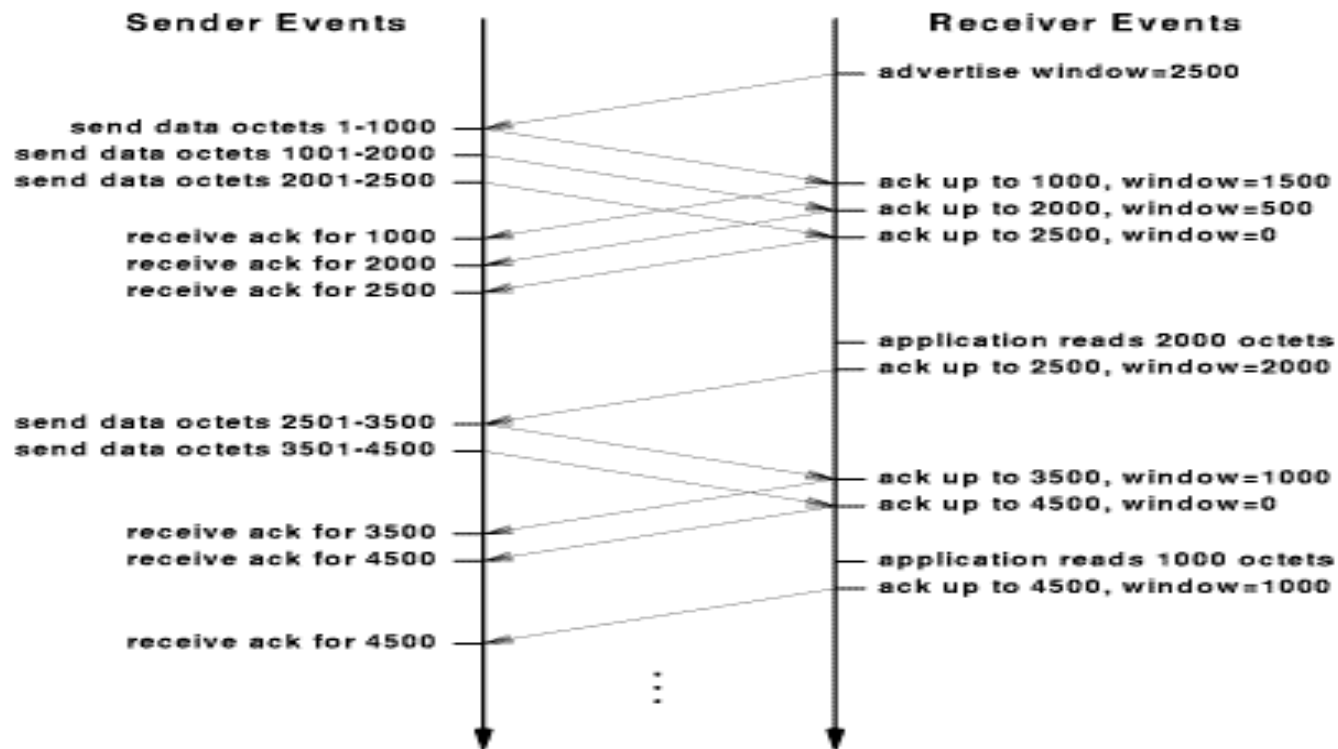 Sender Events
Receiver Events
advertise window=2500
send data octets 1-1000
send data octets 1001-2000
send data octets 2001-2500
ack up to 1000, window=1500
ack up to 2000, window=500
ack up to 2500, window=0
receive ack for 1000
receive ack for 2000
receive ack for 2500
application reads 2000 octets
ack up to 2500, window=2000
send data octets 2501-3500
send data octets 3501-4500
ack up to 3500, window=1000
ack up to 4500, window=0
receive ack for 3500
receive ack for 4500
application reads 1000 octets
ack up to 4500, window=1000
receive ack for 4500